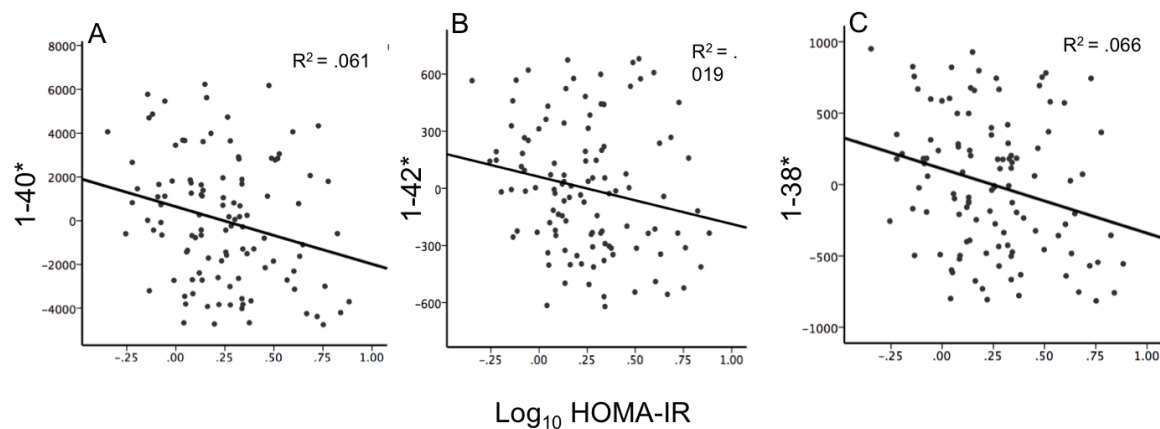 A
R² = .061
8000
6000
4000
2000
0
−2000
−4000
1-40*
−.25 .00 .25 .50 .75 1.00
B
R² = .
019
600
300
0
−300
−600
1-42*
−.25 .00 .25 .50 .75 1.00
C
R² = .066
1000
500
0
−500
−1000
1-38*
−.25 .00 .25 .50 .75 1.00
Log₁₀ HOMA-IR